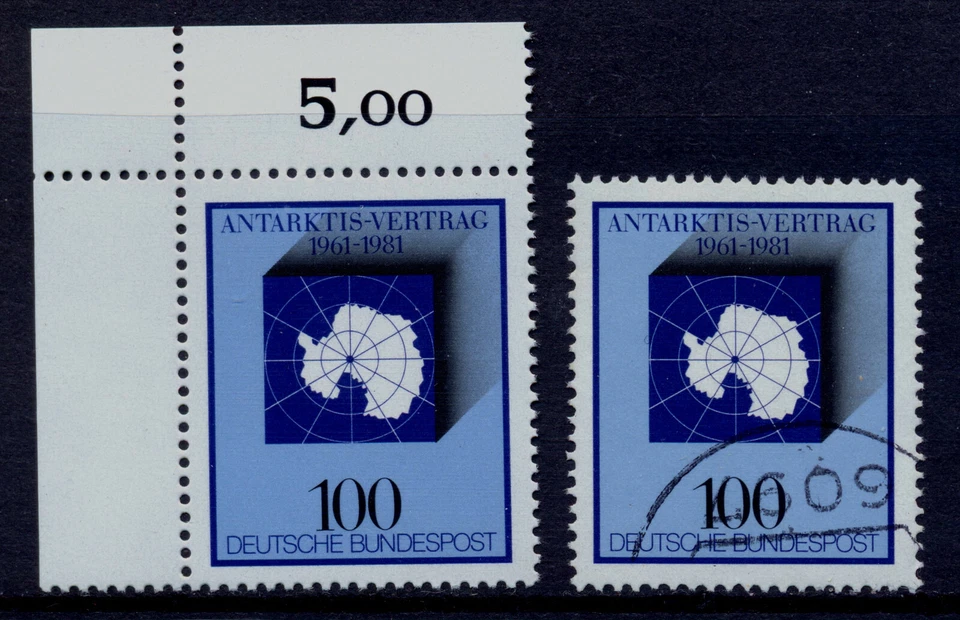 5,00
ANTARKTIS-VERTRAG
1961-1981
100
DEUTSCHE BUNDESPOST
ANTARKTIS-VERTRAG
1961-1981
100
DEUTSCHE BUNDESPOST